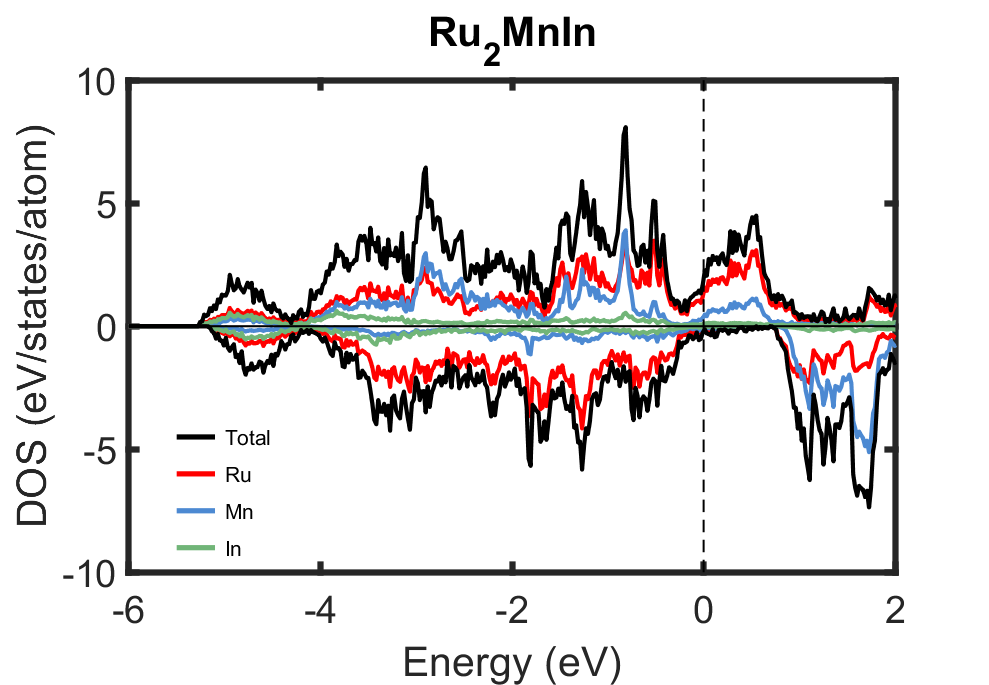 Ru2MnIn
10
5
0
-5
-10
DOS (eV/states/atom)
Total
Ru
Mn
In
-6
-4
-2
0
2
Energy (eV)